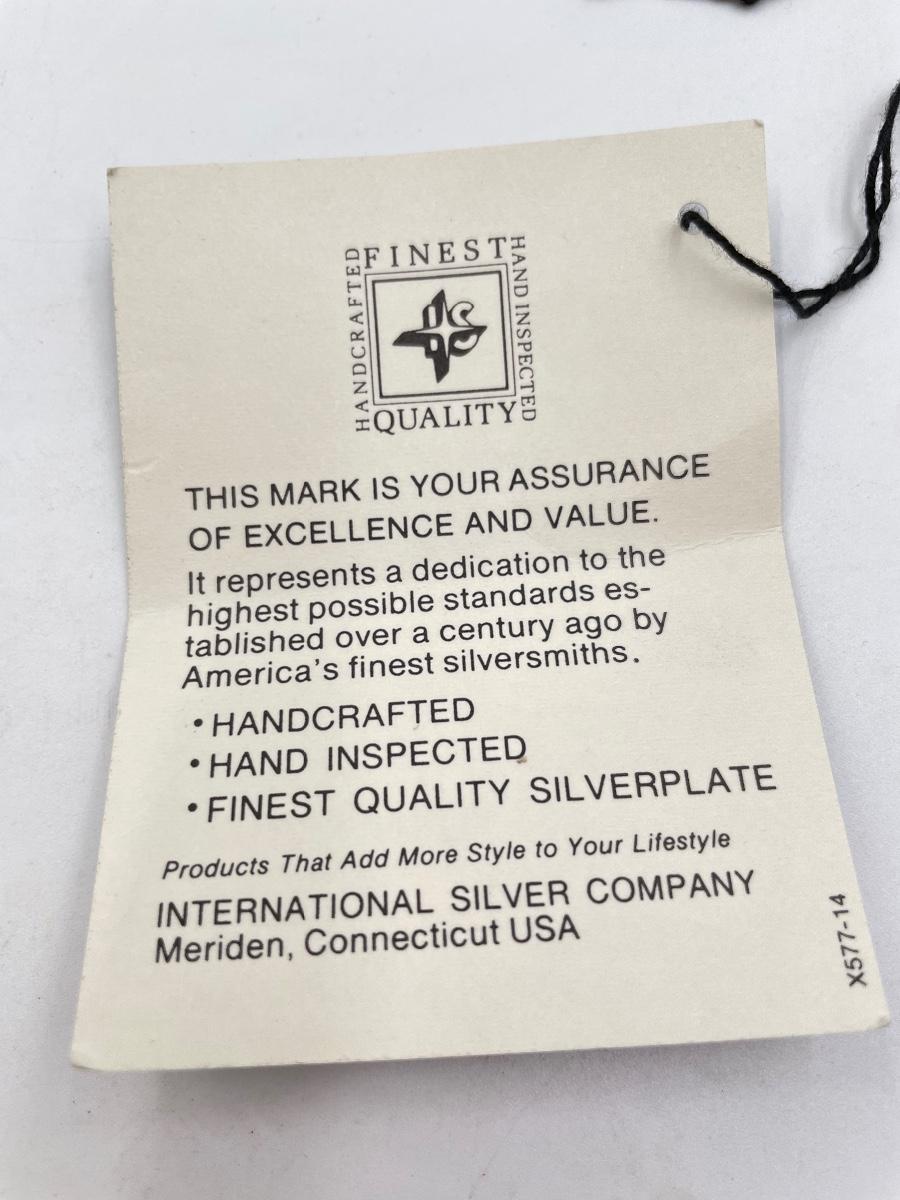 FINEST
HANDCRAFTED
HAND INSPECTED
QUALITY
THIS MARK IS YOUR ASSURANCE
OF EXCELLENCE AND VALUE.
It represents a dedication to the
highest possible standards es-
tablished over a century ago by
America's finest silversmiths.
• HANDCRAFTED
• HAND INSPECTED
• FINEST QUALITY SILVERPLATE
Products That Add More Style to Your Lifestyle
INTERNATIONAL SILVER COMPANY
Meriden, Connecticut USA
X577-14